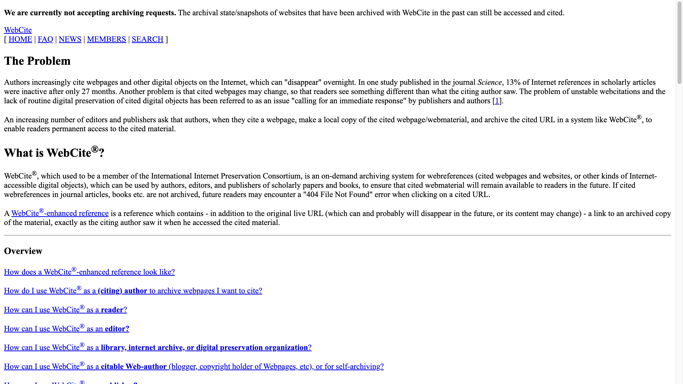 We are currently not accepting archiving requests. The archival state/snapshots of websites that have been archived with WebCite in the past can still be accessed and cited.
WebCite
[ HOME | FAQ | NEWS | MEMBERS | SEARCH ]
The Problem
Authors increasingly cite webpages and other digital objects on the Internet, which can "disappear" overnight. In one study published in the journal Science, 13% of Internet references in scholarly articles
were inactive after only 27 months. Another problem is that cited webpages may change, so that readers see something different than what the citing author saw. The problem of unstable webcitations and the
lack of routine digital preservation of cited digital objects has been referred to as an issue "calling for an immediate response" by publishers and authors [1].
An increasing number of editors and publishers ask that authors, when they cite a webpage, make a local copy of the cited webpage/webmaterial, and archive the cited URL in a system like WebCite®, to
enable readers permanent access to the cited material.
What is WebCite®?
WebCite®, which used to be a member of the International Internet Preservation Consortium, is an on-demand archiving system for webreferences (cited webpages and websites, or other kinds of Internet-
accessible digital objects), which can be used by authors, editors, and publishers of scholarly papers and books, to ensure that cited webmaterial will remain available to readers in the future. If cited
webreferences in journal articles, books etc. are not archived, future readers may encounter a "404 File Not Found" error when clicking on a cited URL.
A WebCite®-enhanced reference is a reference which contains - in addition to the original live URL (which can and probably will disappear in the future, or its content may change) - a link to an archived copy
of the material, exactly as the citing author saw it when he accessed the cited material.
Overview
How does a WebCite®-enhanced reference look like?
How do I use WebCite® as a (citing) author to archive webpages I want to cite?
How can I use WebCite® as a reader?
How can I use WebCite® as an editor?
How can I use WebCite® as a library, internet archive, or digital preservation organization?
How can I use WebCite® as a citable Web-author (blogger, copyright holder of Webpages, etc), or for self-archiving?